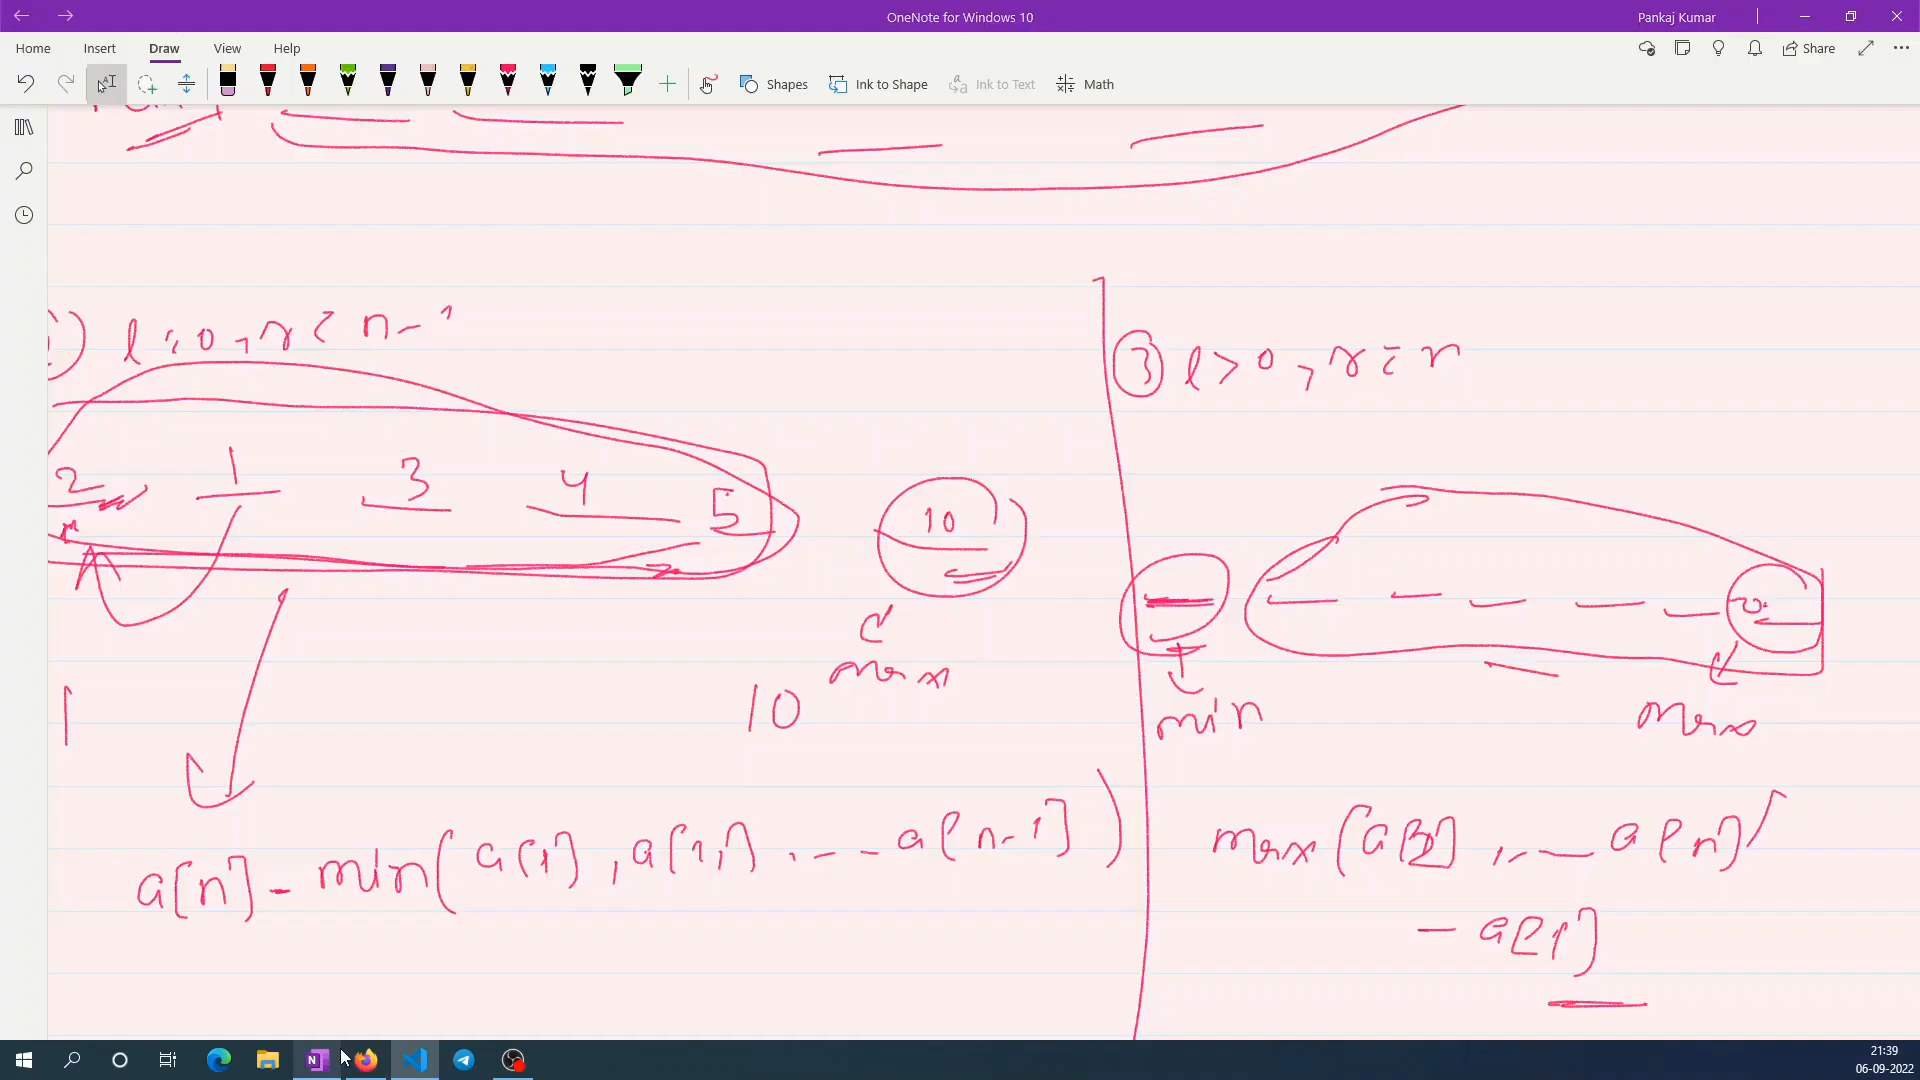 OneNote for Windows 10
Pankaj Kumar
Home Insert Draw View Help
Share
Shapes
Ink to Shape
Ink to Text
Math
l = 0, r < n-1
2 1 3 4 5 10
max
1 10
a[n] - min(a[1], a[2], .-- a[n-1])
3 l > 0, r = n
min
max
max(a[2], .-- a[n])
- a[1]
21:39
06-09-2022